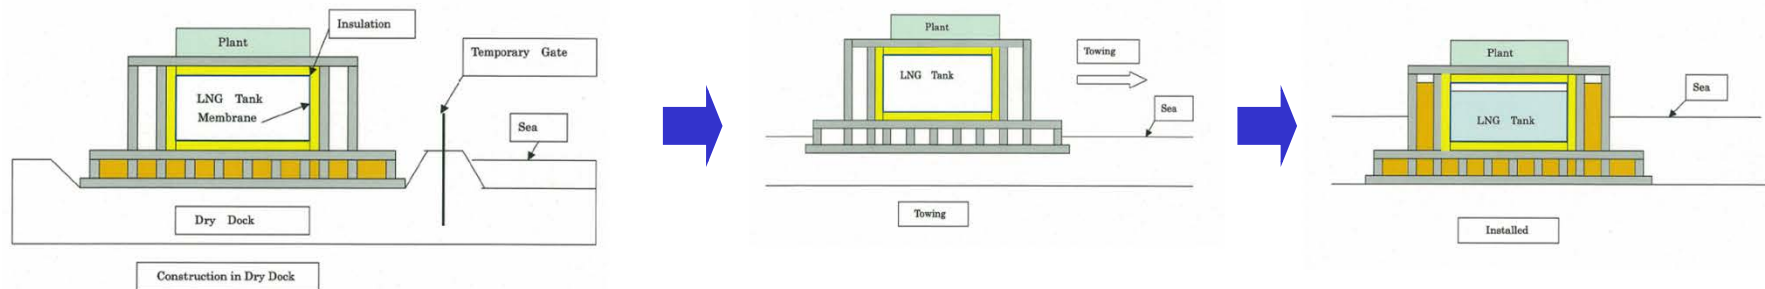 Insulation
Plant
Temporary Gate
LNG Tank
Membrane
Sea
Dry Dock
Construction in Dry Dock
Plant
Towing
LNG Tank
Sea
Towing
Plant
Sea
LNG Tank
Installed